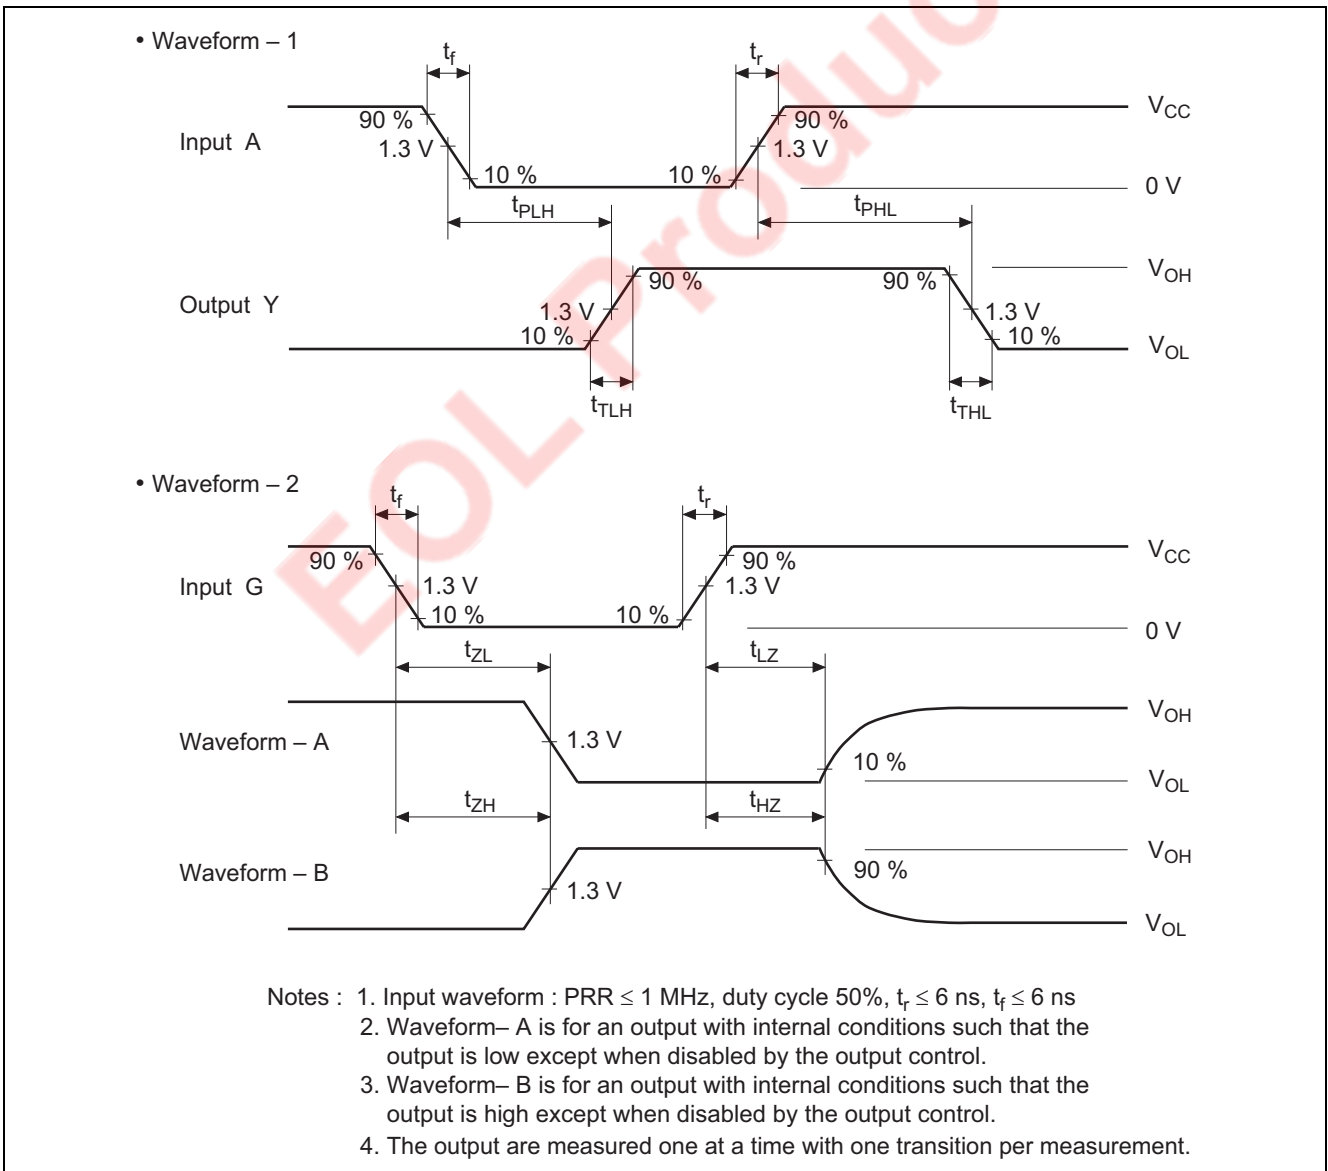 • Waveform – 1
tf
tr
90 %
90 %
VCC
Input A
1.3 V
1.3 V
10 %
10 %
0 V
tPLH
tPHL
90 %
90 %
VOH
Output Y
1.3 V
1.3 V
10 %
10 %
VOL
tTLH
tTHL
• Waveform – 2
tf
tr
90 %
90 %
VCC
Input G
1.3 V
1.3 V
10 %
10 %
0 V
tZL
tLZ
VOH
Waveform – A
1.3 V
10 %
VOL
tZH
tHZ
VOH
Waveform – B
1.3 V
90 %
VOL
Notes : 1. Input waveform : PRR ≤ 1 MHz, duty cycle 50%, tr ≤ 6 ns, tf ≤ 6 ns
2. Waveform– A is for an output with internal conditions such that the
output is low except when disabled by the output control.
3. Waveform– B is for an output with internal conditions such that the
output is high except when disabled by the output control.
4. The output are measured one at a time with one transition per measurement.
EOL Produc